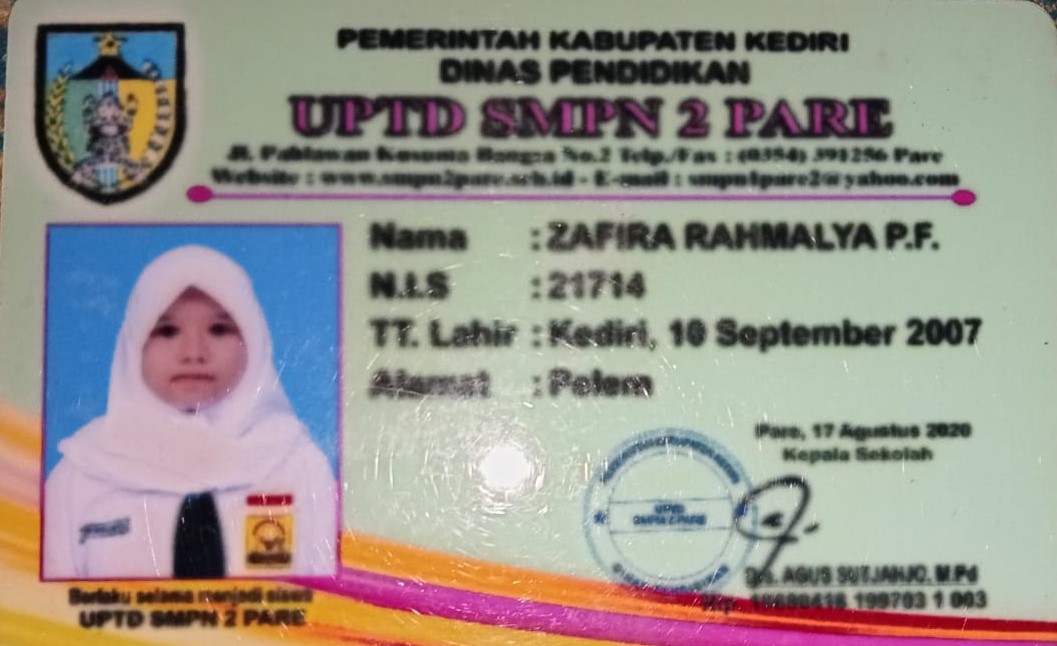 PEMERINTAH KABUPATEN KEDIRI
DINAS PENDIDIKAN
UPTD SMPN 2 PARE
Jl. Pahlawan Kusuma Bangsa No.2 Telp./Fax : (0354) 391256 Pare
Website : www.smpn2pare.sch.id - E-mail : smpn1pare2@yahoo.com
Nama : ZAFIRA RAHMALYA P.F.
N.I.S : 21714
TT. Lahir : Kediri, 10 September 2007
Alamat : Pelem
Pare, 17 Agustus 2020
Kepala Sekolah
UPTD
SMPN 2 PARE
Drs. AGUS SUTJAHJO. M.Pd
Nip. 199703 1 003
Berlaku selama menjadi siswa
UPTD SMPN 2 PARE